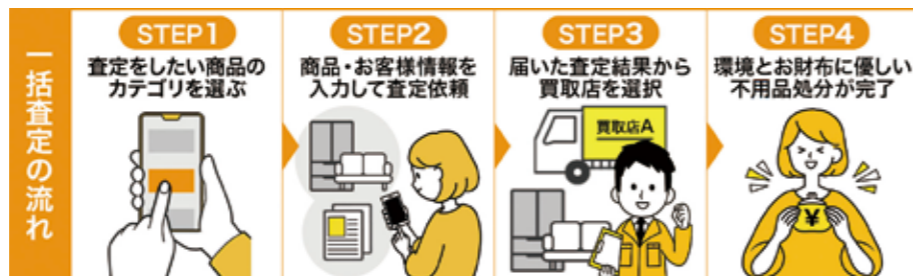 一括査定の流れ
STEP1
査定をしたい商品の
カテゴリを選ぶ
STEP2
商品・お客様情報を
入力して査定依頼
STEP3
届いた査定結果から
買取店を選択
買取店A
STEP4
環境とお財布に優しい
不用品処分が完了
¥